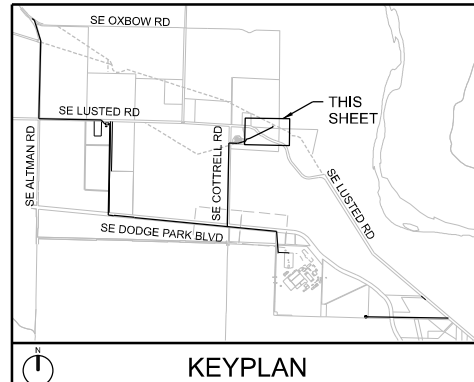 SE OXBOW RD
THIS
SHEET
SE LUSTED RD
SE ALTMAN RD
SE COTTRELL RD
SE LUSTED RD
SE DODGE PARK BLVD
N
KEYPLAN